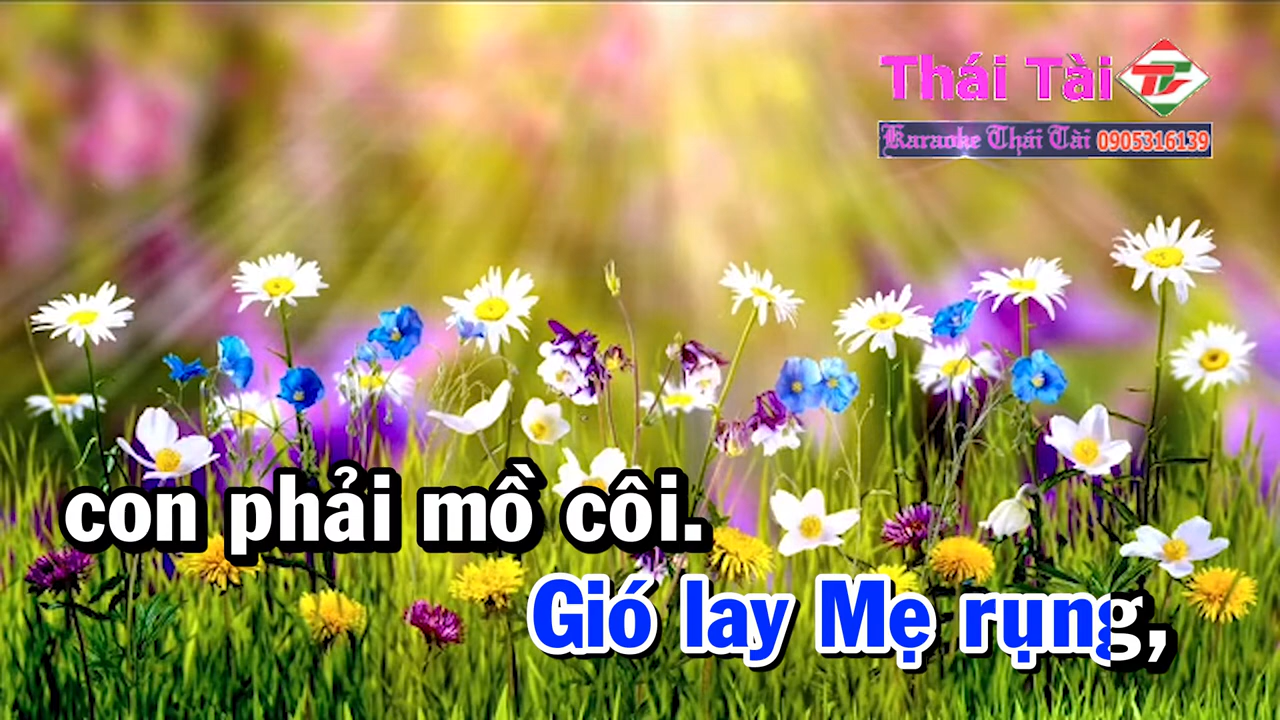 Thái Tài
Karaoke Thái Tài 0905316139
con phải mồ côi.
Gió lay Mẹ rụng,